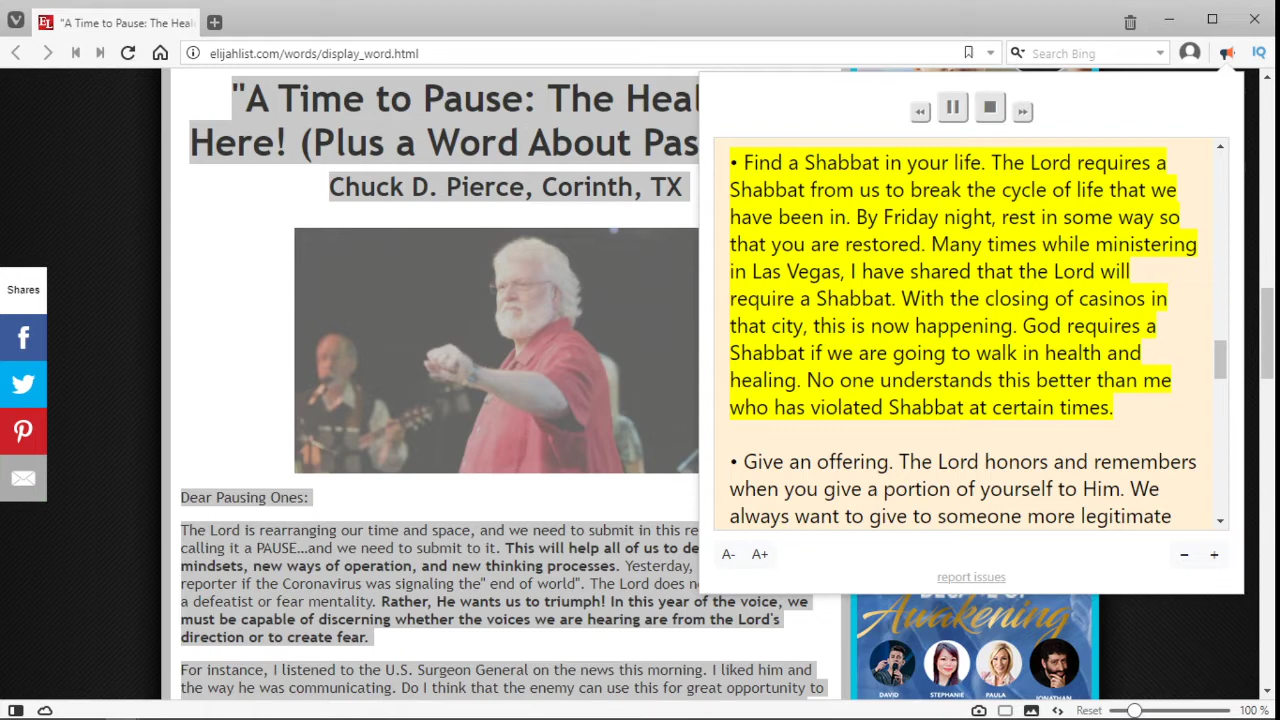 "A Time to Pause: The Heal
elijahlist.com/words/display_word.html
Search Bing
IQ
"A Time to Pause: The Heal
Here! (Plus a Word About Pas
Chuck D. Pierce, Corinth, TX
Shares
Dear Pausing Ones:
The Lord is rearranging our time and space, and we need to submit in this re
calling it a PAUSE...and we need to submit to it. This will help all of us to de
mindsets, new ways of operation, and new thinking processes. Yesterday,
reporter if the Coronavirus was signaling the" end of world". The Lord does n
a defeatist or fear mentality. Rather, He wants us to triumph! In this year of the voice, we
must be capable of discerning whether the voices we are hearing are from the Lord's
direction or to create fear.
For instance, I listened to the U.S. Surgeon General on the news this morning. I liked him and
the way he was communicating. Do I think that the enemy can use this for great opportunity to
• Find a Shabbat in your life. The Lord requires a
Shabbat from us to break the cycle of life that we
have been in. By Friday night, rest in some way so
that you are restored. Many times while ministering
in Las Vegas, I have shared that the Lord will
require a Shabbat. With the closing of casinos in
that city, this is now happening. God requires a
Shabbat if we are going to walk in health and
healing. No one understands this better than me
who has violated Shabbat at certain times.
• Give an offering. The Lord honors and remembers
when you give a portion of yourself to Him. We
always want to give to someone more legitimate
A- A+ − +
report issues
Awakening
DAVID STEPHANIE PAULA JONATHAN
Reset 100 %